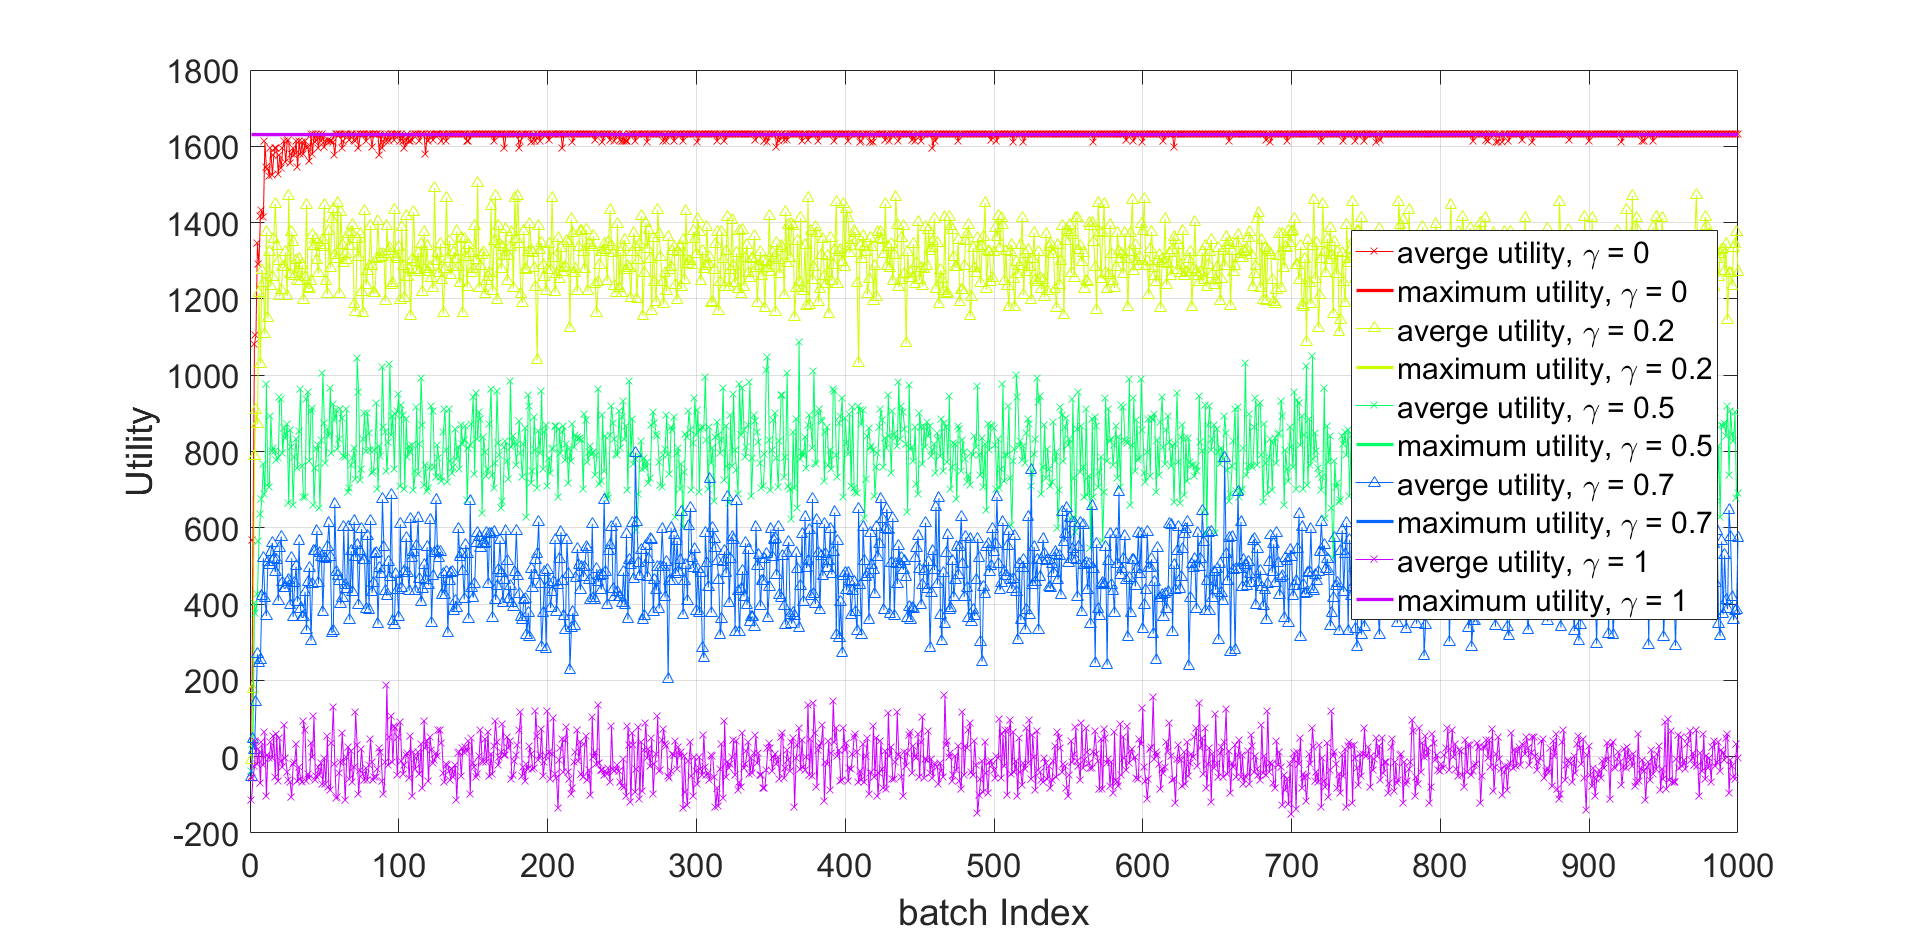 1800
1600
1400
1200
1000
800
600
400
200
0
-200
Utility
0 100 200 300 400 500 600 700 800 900 1000
batch Index
averge utility, γ = 0
maximum utility, γ = 0
averge utility, γ = 0.2
maximum utility, γ = 0.2
averge utility, γ = 0.5
maximum utility, γ = 0.5
averge utility, γ = 0.7
maximum utility, γ = 0.7
averge utility, γ = 1
maximum utility, γ = 1